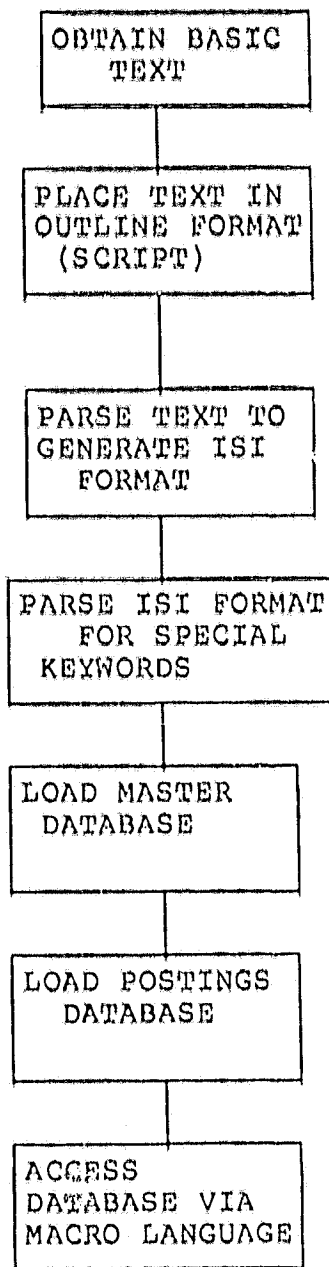 OBTAIN BASIC
TEXT
PLACE TEXT IN
OUTLINE FORMAT
(SCRIPT)
PARSE TEXT TO
GENERATE ISI
FORMAT
PARSE ISI FORMAT
FOR SPECIAL
KEYWORDS
LOAD MASTER
DATABASE
LOAD POSTINGS
DATABASE
ACCESS
DATABASE VIA
MACRO LANGUAGE